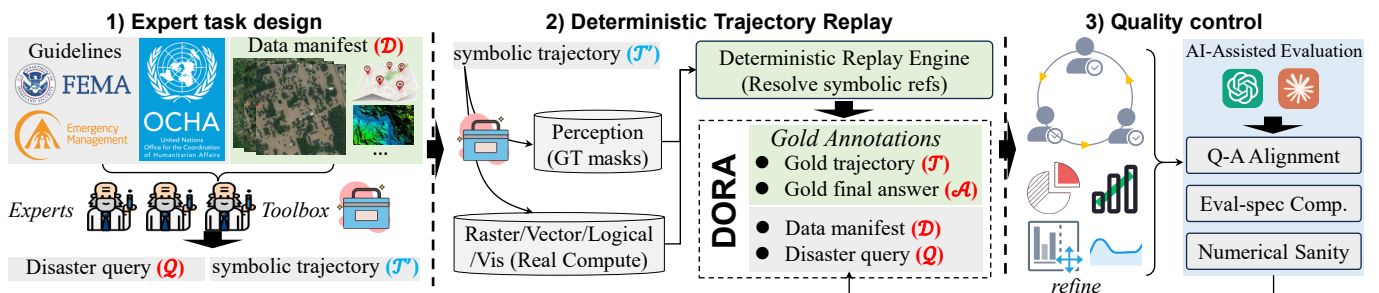 1) Expert task design
Guidelines
FEMA
Emergency
Management
OCHA
United Nations
Office for the Coordination
of Humanitarian Affairs
Data manifest (D)
...
Experts
Toolbox
Disaster query (Q)
symbolic trajectory (T')
2) Deterministic Trajectory Replay
symbolic trajectory (T')
Perception
(GT masks)
Raster/Vector/Logical
/Vis (Real Compute)
Deterministic Replay Engine
(Resolve symbolic refs)
DORA
Gold Annotations
● Gold trajectory (T)
● Gold final answer (A)
● Data manifest (D)
● Disaster query (Q)
3) Quality control
refine
AI-Assisted Evaluation
Q-A Alignment
Eval-spec Comp.
Numerical Sanity